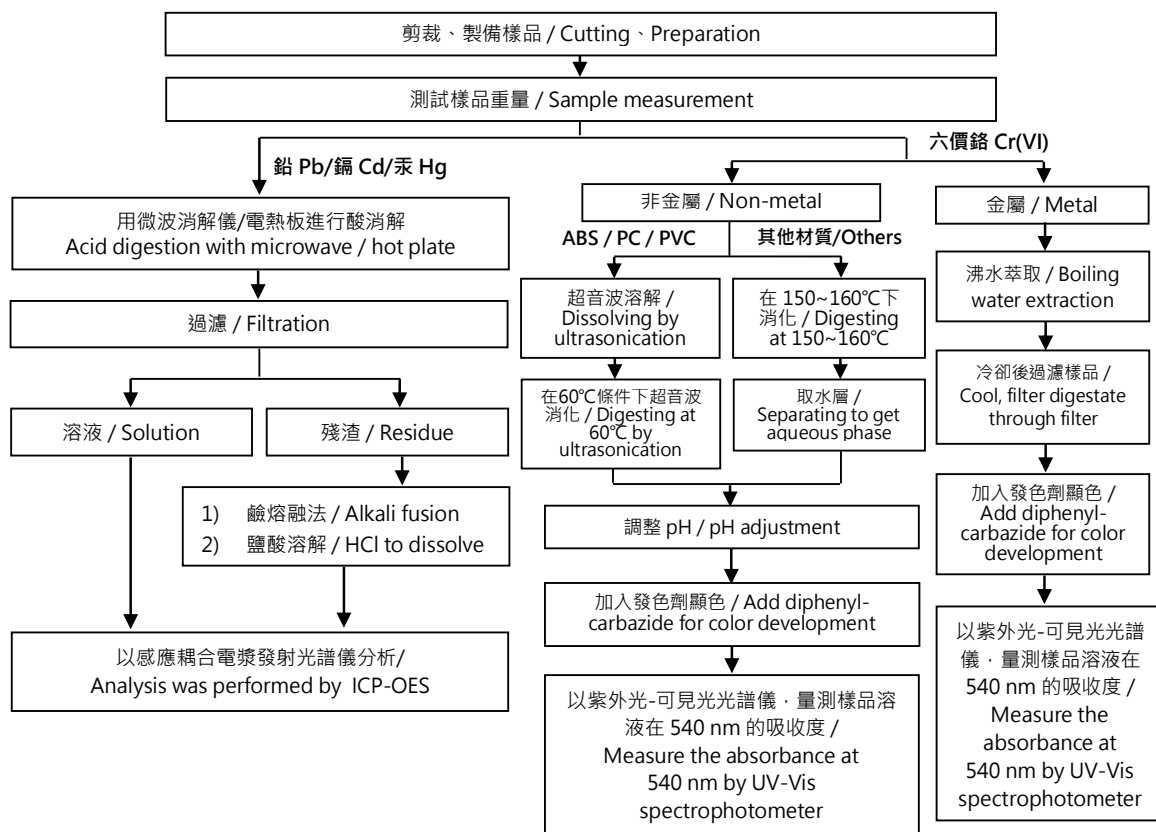 剪裁、製備樣品 / Cutting、Preparation
測試樣品重量 / Sample measurement
鉛 Pb/鎘 Cd/汞 Hg
六價鉻 Cr(VI)
用微波消解儀/電熱板進行酸消解
Acid digestion with microwave / hot plate
過濾 / Filtration
溶液 / Solution
殘渣 / Residue
1) 鹼熔融法 / Alkali fusion
2) 鹽酸溶解 / HCl to dissolve
以感應耦合電漿發射光譜儀分析/
Analysis was performed by ICP-OES
非金屬 / Non-metal
ABS / PC / PVC
其他材質/Others
超音波溶解 /
Dissolving by
ultrasonication
在60℃條件下超音波
消化 / Digesting at
60℃ by
ultrasonication
在 150~160℃下
消化 / Digesting
at 150~160℃
取水層 /
Separating to get
aqueous phase
調整 pH / pH adjustment
加入發色劑顯色 / Add diphenyl-
carbazide for color development
以紫外光-可見光光譜儀，量測樣品溶
液在 540 nm 的吸收度 /
Measure the absorbance at
540 nm by UV-Vis
spectrophotometer
金屬 / Metal
沸水萃取 / Boiling
water extraction
冷卻後過濾樣品 /
Cool, filter digestate
through filter
加入發色劑顯色 /
Add diphenyl-
carbazide for color
development
以紫外光-可見光光譜
儀，量測樣品溶液在
540 nm 的吸收度 /
Measure the
absorbance at
540 nm by UV-Vis
spectrophotometer